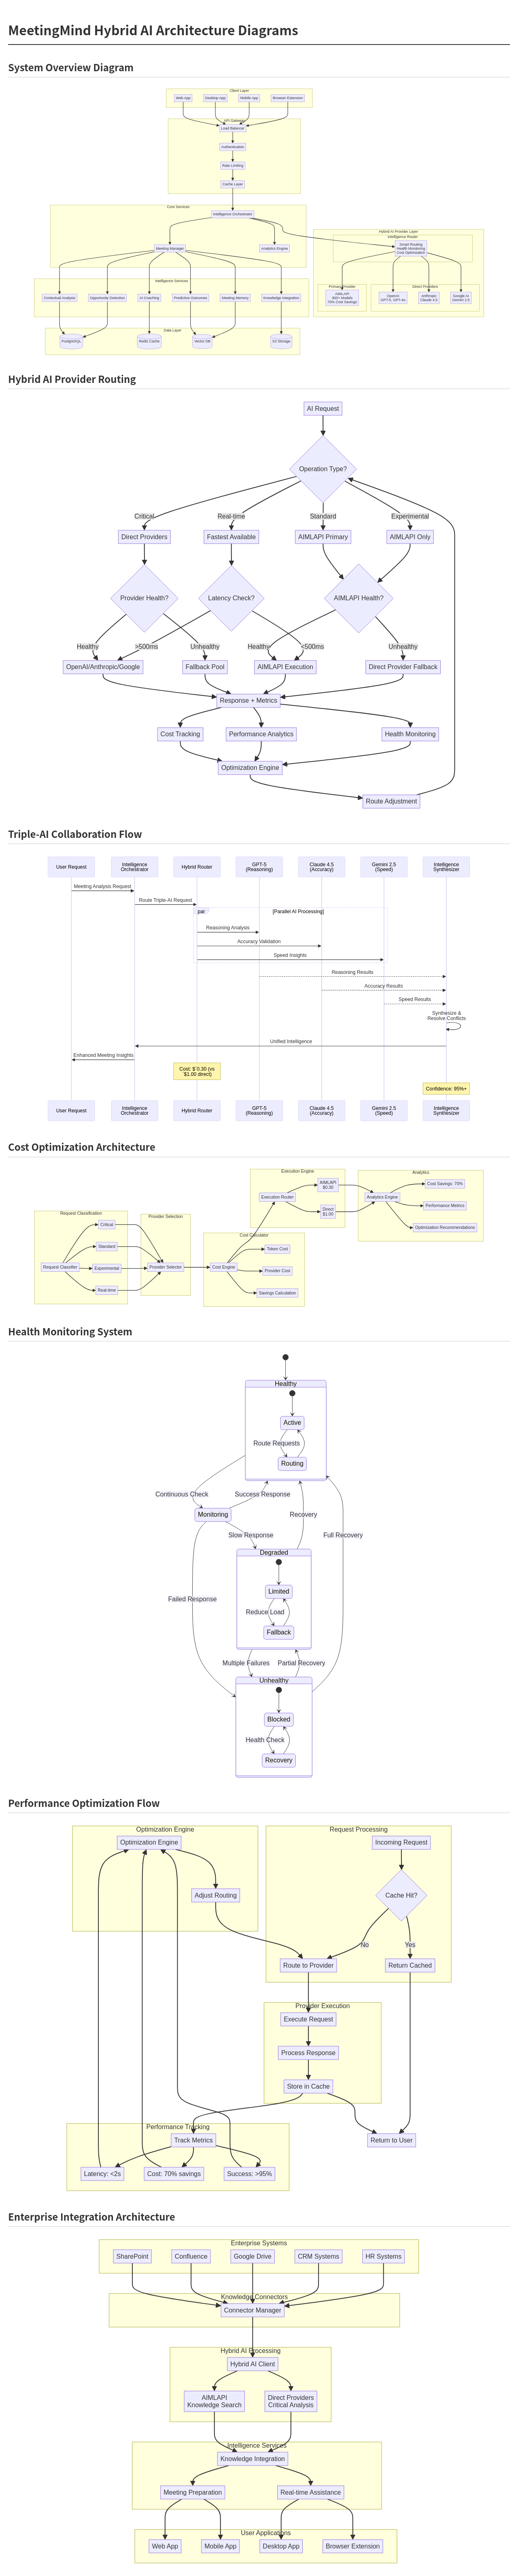 MeetingMind Hybrid AI Architecture Diagrams
System Overview Diagram
Client Layer
Web App
Desktop App
Mobile App
Browser Extension
API Gateway
Load Balancer
Authentication
Rate Limiting
Cache Layer
Core Services
Intelligence Orchestrator
Meeting Manager
Analytics Engine
Hybrid AI Provider Layer
Intelligence Router
Smart Routing
Health Monitoring
Cost Optimization
Intelligence Services
Contextual Analysis
Opportunity Detection
AI Coaching
Predictive Outcomes
Meeting Memory
Knowledge Integration
Primary Provider
AIMLAPI
300+ Models
70% Cost Savings
Direct Providers
OpenAI
GPT-5, GPT-4o
Anthropic
Claude 4.5
Google AI
Gemini 2.5
Data Layer
PostgreSQL
Redis Cache
Vector DB
S3 Storage
Hybrid AI Provider Routing
AI Request
Operation Type?
Critical
Real-time
Standard
Experimental
Direct Providers
Fastest Available
AIMLAPI Primary
AIMLAPI Only
Provider Health?
Latency Check?
AIMLAPI Health?
Healthy
>500ms
Unhealthy
Healthy
<500ms
Unhealthy
OpenAI/Anthropic/Google
Fallback Pool
AIMLAPI Execution
Direct Provider Fallback
Response + Metrics
Cost Tracking
Performance Analytics
Health Monitoring
Optimization Engine
Route Adjustment
Triple-AI Collaboration Flow
User Request
Intelligence
Orchestrator
Hybrid Router
GPT-5
(Reasoning)
Claude 4.5
(Accuracy)
Gemini 2.5
(Speed)
Intelligence
Synthesizer
Meeting Analysis Request
Route Triple-AI Request
par
[Parallel AI Processing]
Reasoning Analysis
Accuracy Validation
Speed Insights
Reasoning Results
Accuracy Results
Speed Results
Synthesize &
Resolve Conflicts
Unified Intelligence
Enhanced Meeting Insights
Cost: $`0.30 (vs
`$1.00 direct)
Confidence: 95%+
User Request
Intelligence
Orchestrator
Hybrid Router
GPT-5
(Reasoning)
Claude 4.5
(Accuracy)
Gemini 2.5
(Speed)
Intelligence
Synthesizer
Cost Optimization Architecture
Execution Engine
Execution Router
AIMLAPI
$0.30
Direct
$1.00
Analytics
Analytics Engine
Cost Savings: 70%
Performance Metrics
Optimization Recommendations
Request Classification
Request Classifier
Critical
Standard
Experimental
Real-time
Provider Selection
Provider Selector
Cost Calculator
Cost Engine
Token Cost
Provider Cost
Savings Calculation
Health Monitoring System
Healthy
Active
Route Requests
Routing
Continuous Check
Success Response
Monitoring
Recovery
Slow Response
Full Recovery
Degraded
Limited
Failed Response
Reduce Load
Fallback
Multiple Failures
Partial Recovery
Unhealthy
Blocked
Health Check
Recovery
Performance Optimization Flow
Optimization Engine
Optimization Engine
Adjust Routing
Request Processing
Incoming Request
Cache Hit?
No
Yes
Route to Provider
Return Cached
Provider Execution
Execute Request
Process Response
Store in Cache
Performance Tracking
Track Metrics
Return to User
Latency: <2s
Cost: 70% savings
Success: >95%
Enterprise Integration Architecture
Enterprise Systems
SharePoint
Confluence
Google Drive
CRM Systems
HR Systems
Knowledge Connectors
Connector Manager
Hybrid AI Processing
Hybrid AI Client
AIMLAPI
Knowledge Search
Direct Providers
Critical Analysis
Intelligence Services
Knowledge Integration
Meeting Preparation
Real-time Assistance
User Applications
Web App
Mobile App
Desktop App
Browser Extension